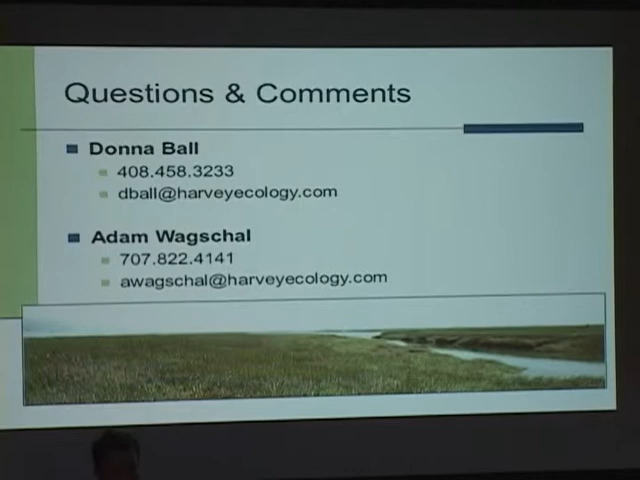 Questions & Comments
Donna Ball
408.458.3233
dball@harveyecology.com
Adam Wagschal
707.822.4141
awagschal@harveyecology.com